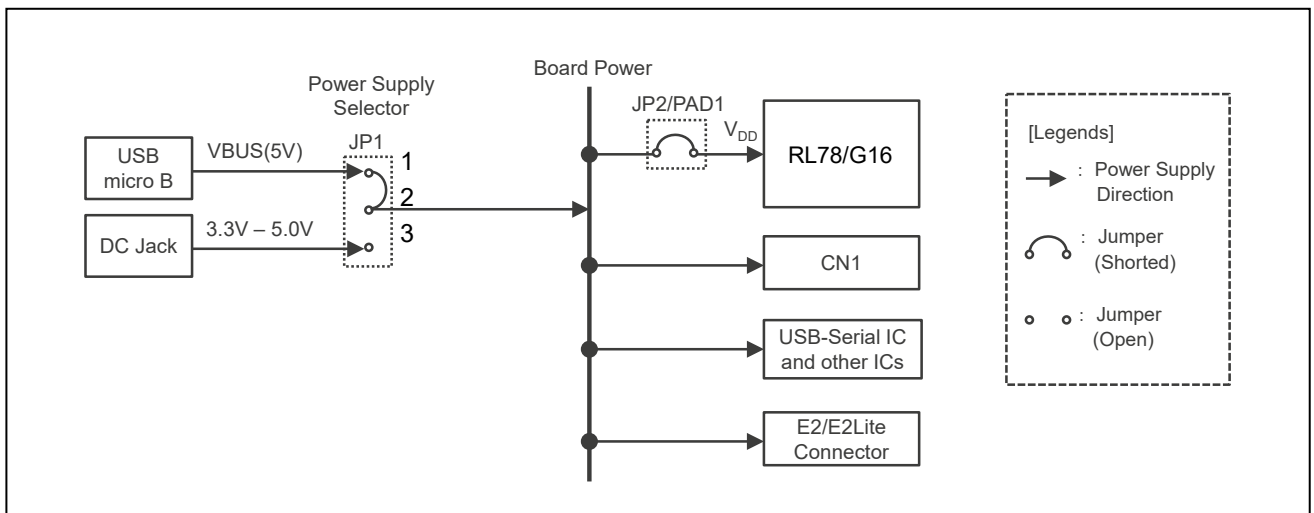 Board Power
Power Supply
Selector
JP1
JP2/PAD1
V_DD
USB
micro B
VBUS(5V)
1
2
3
DC Jack
3.3V – 5.0V
RL78/G16
CN1
USB-Serial IC
and other ICs
E2/E2Lite
Connector
[Legends]
: Power Supply
Direction
: Jumper
(Shorted)
: Jumper
(Open)